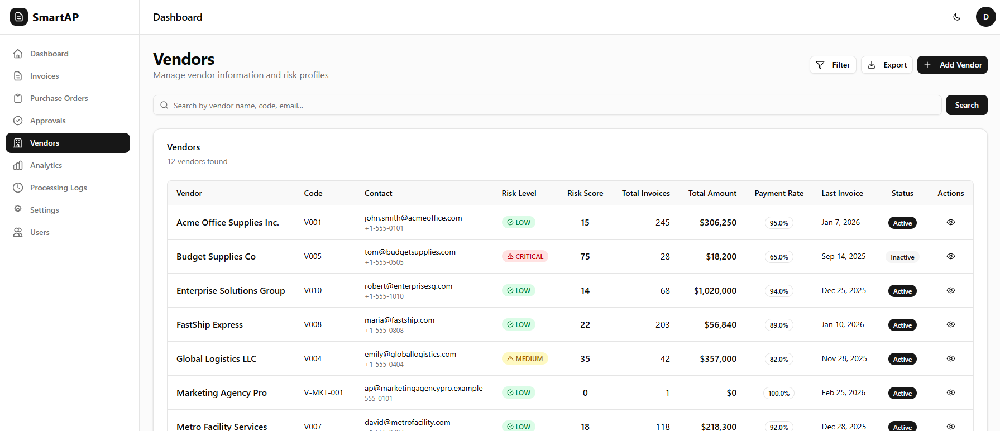 SmartAP
Dashboard
D
Dashboard
Invoices
Purchase Orders
Approvals
Vendors
Analytics
Processing Logs
Settings
Users
Vendors
Manage vendor information and risk profiles
Filter
Export
Add Vendor
Search by vendor name, code, email...
Search
Vendors
12 vendors found
Vendor Code Contact Risk Level Risk Score Total Invoices Total Amount Payment Rate Last Invoice Status Actions
Acme Office Supplies Inc. V001 john.smith@acmeoffice.com LOW 15 245 $306,250 95.0% Jan 7, 2026 Active
+1-555-0101
Budget Supplies Co V005 tom@budgetsupplies.com CRITICAL 75 28 $18,200 65.0% Sep 14, 2025 Inactive
+1-555-0505
Enterprise Solutions Group V010 robert@enterprisesg.com LOW 14 68 $1,020,000 94.0% Dec 25, 2025 Active
+1-555-1010
FastShip Express V008 maria@fastship.com LOW 22 203 $56,840 89.0% Jan 10, 2026 Active
+1-555-0808
Global Logistics LLC V004 emily@globallogistics.com MEDIUM 35 42 $357,000 82.0% Nov 28, 2025 Active
+1-555-0404
Marketing Agency Pro V-MKT-001 ap@marketingagencypro.example LOW 0 1 $0 100.0% Feb 25, 2026 Active
555-0101
Metro Facility Services V007 david@metrofacility.com LOW 18 118 $218,300 92.0% Dec 28, 2025 Active